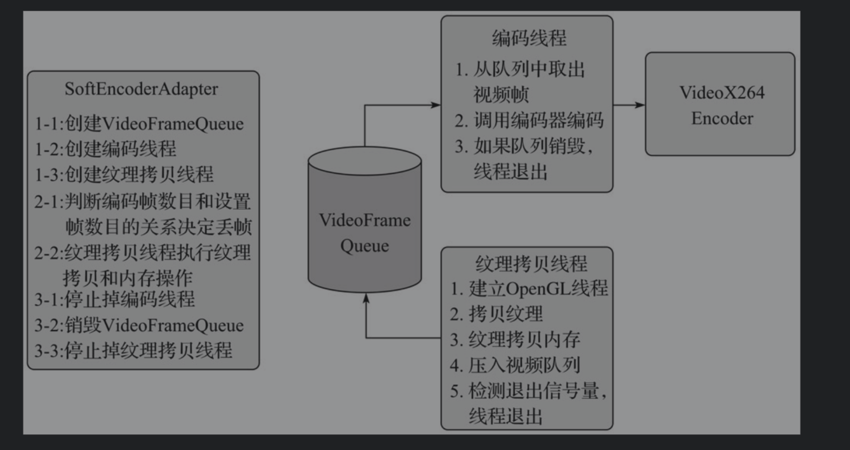 SoftEncoderAdapter
1-1:创建VideoFrameQueue
1-2:创建编码线程
1-3:创建纹理拷贝线程
2-1:判断编码帧数目和设置
帧数目的关系决定丢帧
2-2:纹理拷贝线程执行纹理
拷贝和内存操作
3-1:停止掉编码线程
3-2:销毁VideoFrameQueue
3-3:停止掉纹理拷贝线程
VideoFrame
Queue
编码线程
1. 从队列中取出
视频帧
2. 调用编码器编码
3. 如果队列销毁，
线程退出
VideoX264
Encoder
纹理拷贝线程
1. 建立OpenGL线程
2. 拷贝纹理
3. 纹理拷贝内存
4. 压入视频队列
5. 检测退出信号量，
线程退出